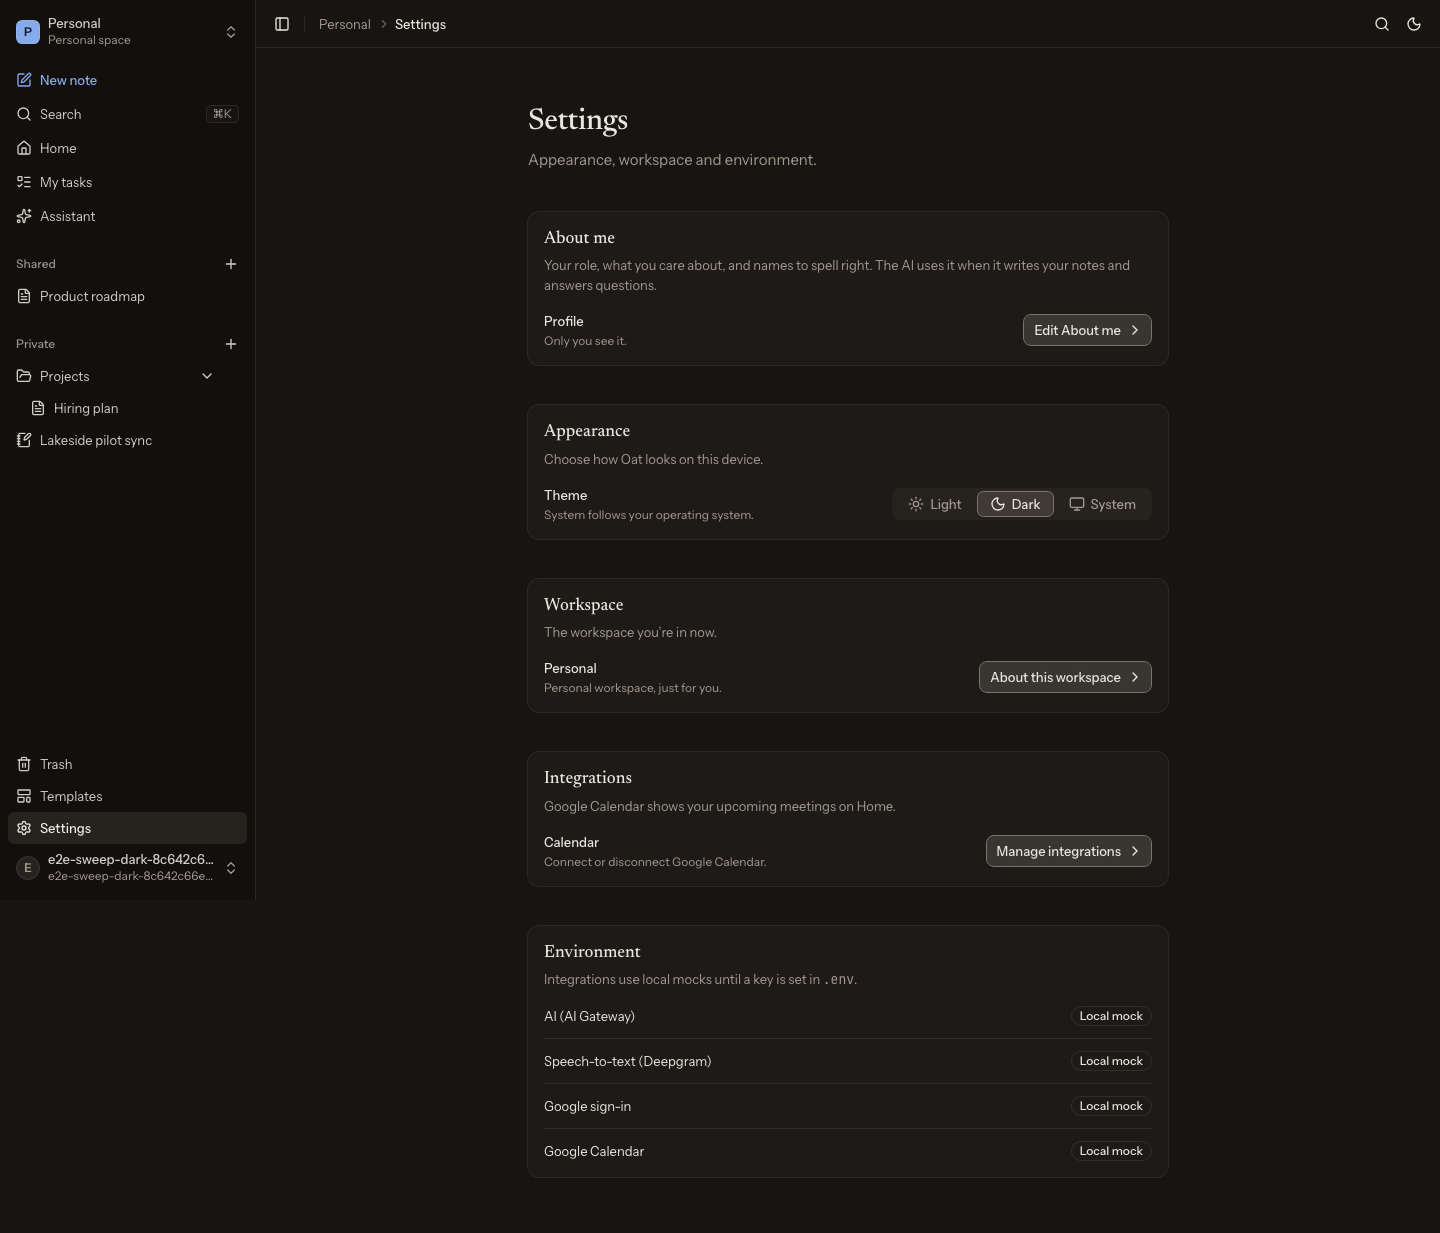 P
Personal
Personal space
New note
Search
⌘K
Home
My tasks
Assistant
Shared
Product roadmap
Private
Projects
Hiring plan
Lakeside pilot sync
Trash
Templates
Settings
E
e2e-sweep-dark-8c642c6...
e2e-sweep-dark-8c642c66e...
Personal
Settings
Settings
Appearance, workspace and environment.
About me
Your role, what you care about, and names to spell right. The AI uses it when it writes your notes and
answers questions.
Profile
Only you see it.
Edit About me
Appearance
Choose how Oat looks on this device.
Theme
System follows your operating system.
Light
Dark
System
Workspace
The workspace you’re in now.
Personal
Personal workspace, just for you.
About this workspace
Integrations
Google Calendar shows your upcoming meetings on Home.
Calendar
Connect or disconnect Google Calendar.
Manage integrations
Environment
Integrations use local mocks until a key is set in .env.
AI (AI Gateway)
Local mock
Speech-to-text (Deepgram)
Local mock
Google sign-in
Local mock
Google Calendar
Local mock